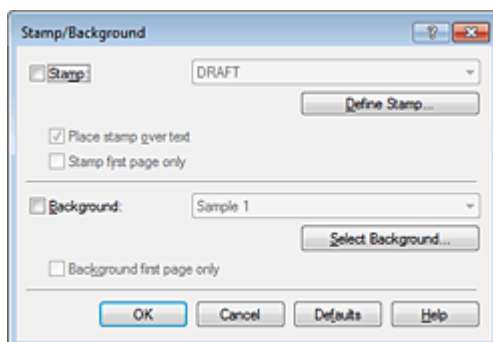 Stamp/Background
Stamp: DRAFT
Define Stamp...
Place stamp over text
Stamp first page only
Background: Sample 1
Select Background...
Background first page only
OK Cancel Defaults Help